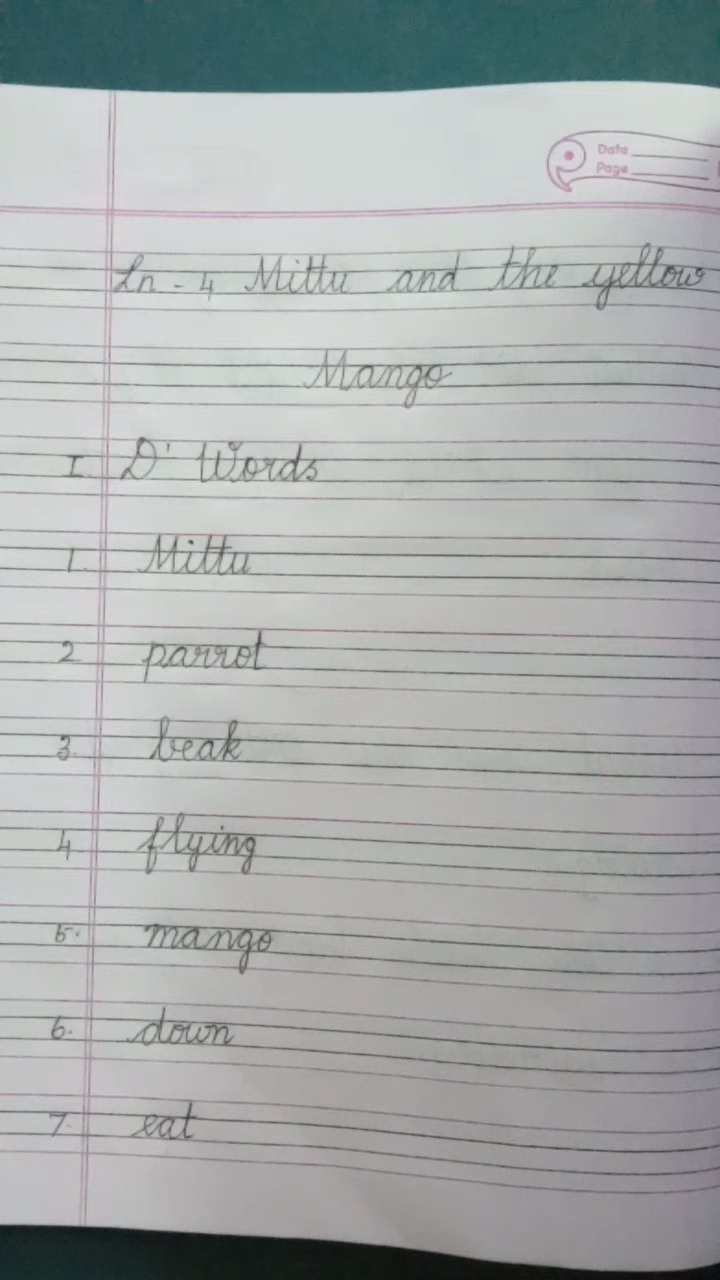 Date
Page
Ln - 4 Mittu and the yellow
Mango
I D' Words
1. Mittu
2 parrot
3. beak
4 flying
5. mango
6. down
7. eat